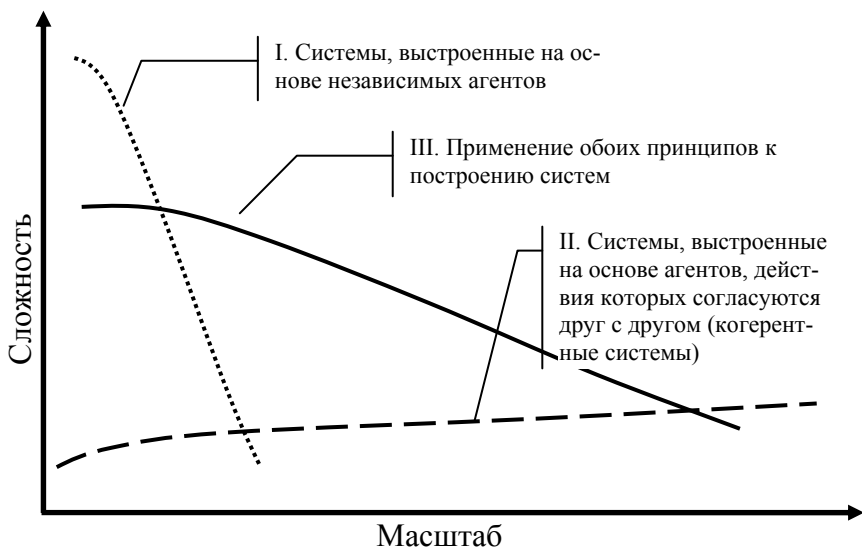 I. Системы, выстроенные на ос-
нове независимых агентов
III. Применение обоих принципов к
построению систем
II. Системы, выстроенные
на основе агентов, дейст-
вия которых согласуются
друг с другом (когерент-
ные системы)
Сложность
Масштаб